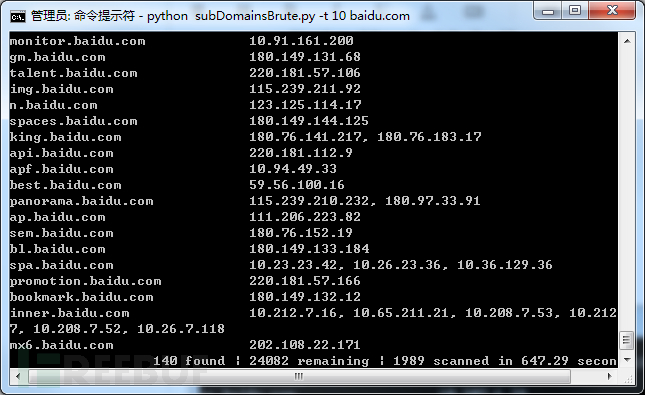 管理员: 命令提示符 - python  subDomainsBrute.py -t 10 baidu.com
monitor.baidu.com 10.91.161.200
gm.baidu.com 180.149.131.68
talent.baidu.com 220.181.57.106
img.baidu.com 115.239.211.92
n.baidu.com 123.125.114.17
spaces.baidu.com 180.149.144.125
king.baidu.com 180.76.141.217, 180.76.183.17
api.baidu.com 220.181.112.9
apf.baidu.com 10.94.49.33
best.baidu.com 59.56.100.16
panorama.baidu.com 115.239.210.232, 180.97.33.91
ap.baidu.com 111.206.223.82
sem.baidu.com 180.76.152.19
bl.baidu.com 180.149.133.184
spa.baidu.com 10.23.23.42, 10.26.23.36, 10.36.129.36
promotion.baidu.com 220.181.57.166
bookmark.baidu.com 180.149.132.12
inner.baidu.com 10.212.7.16, 10.65.211.21, 10.208.7.53, 10.212.
7, 10.208.7.52, 10.26.7.118
mx6.baidu.com 202.108.22.171
140 found | 24082 remaining | 1989 scanned in 647.29 secon
REEBUF